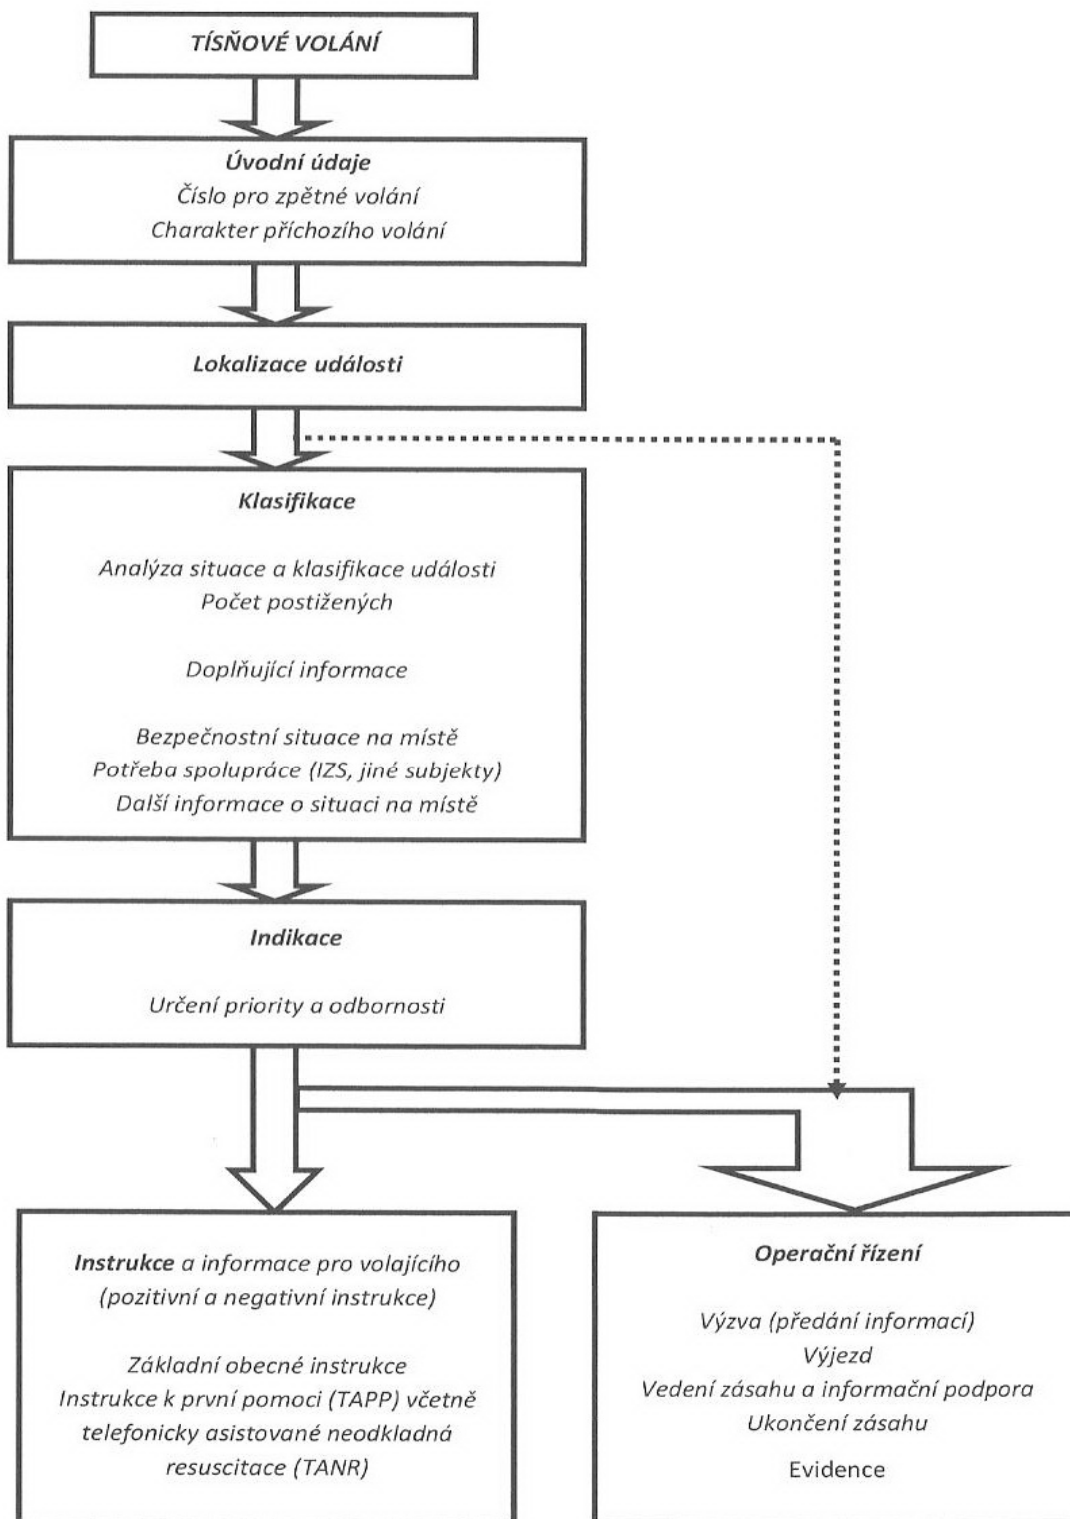 TÍSŇOVÉ VOLÁNÍ
Úvodní údaje
Číslo pro zpětné volání
Charakter příchozího volání
Lokalizace události
Klasifikace
Analýza situace a klasifikace události
Počet postižených
Doplňující informace
Bezpečnostní situace na místě
Potřeba spolupráce (IZS, jiné subjekty)
Další informace o situaci na místě
Indikace
Určení priority a odbornosti
Instrukce a informace pro volajícího
(pozitivní a negativní instrukce)
Základní obecné instrukce
Instrukce k první pomoci (TAPP) včetně
telefonicky asistované neodkladná
resuscitace (TANR)
Operační řízení
Výzva (předání informací)
Výjezd
Vedení zásahu a informační podpora
Ukončení zásahu
Evidence